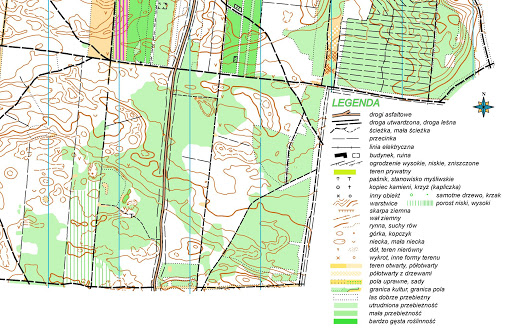 N
LEGENDA
drogi asfaltowe
droga utwardzona, droga leśna
ścieżka, mała ścieżka
przecinka
linia elektryczna
budynek, ruina
ogrodzenie wysokie, niskie, zniszczone
teren prywatny
paśnik, stanowisko myśliwskie
kopiec kamieni, krzyż (kapliczka)
inny obiekt samotne drzewo, krzak
warstwice porost niski, wysoki
skarpa ziemna
wał ziemny
rynna, suchy rów
górka, kopczyk
niecka, mała niecka
dół, teren nierówny
wykrot, inne formy terenu
teren otwarty, półotwarty
półotwarty z drzewami
pola uprawne, sady
granica kultur, granica pola
las dobrze przebieżny
utrudniona przebieżność
mała przebieżność
bardzo gęsta roślinność